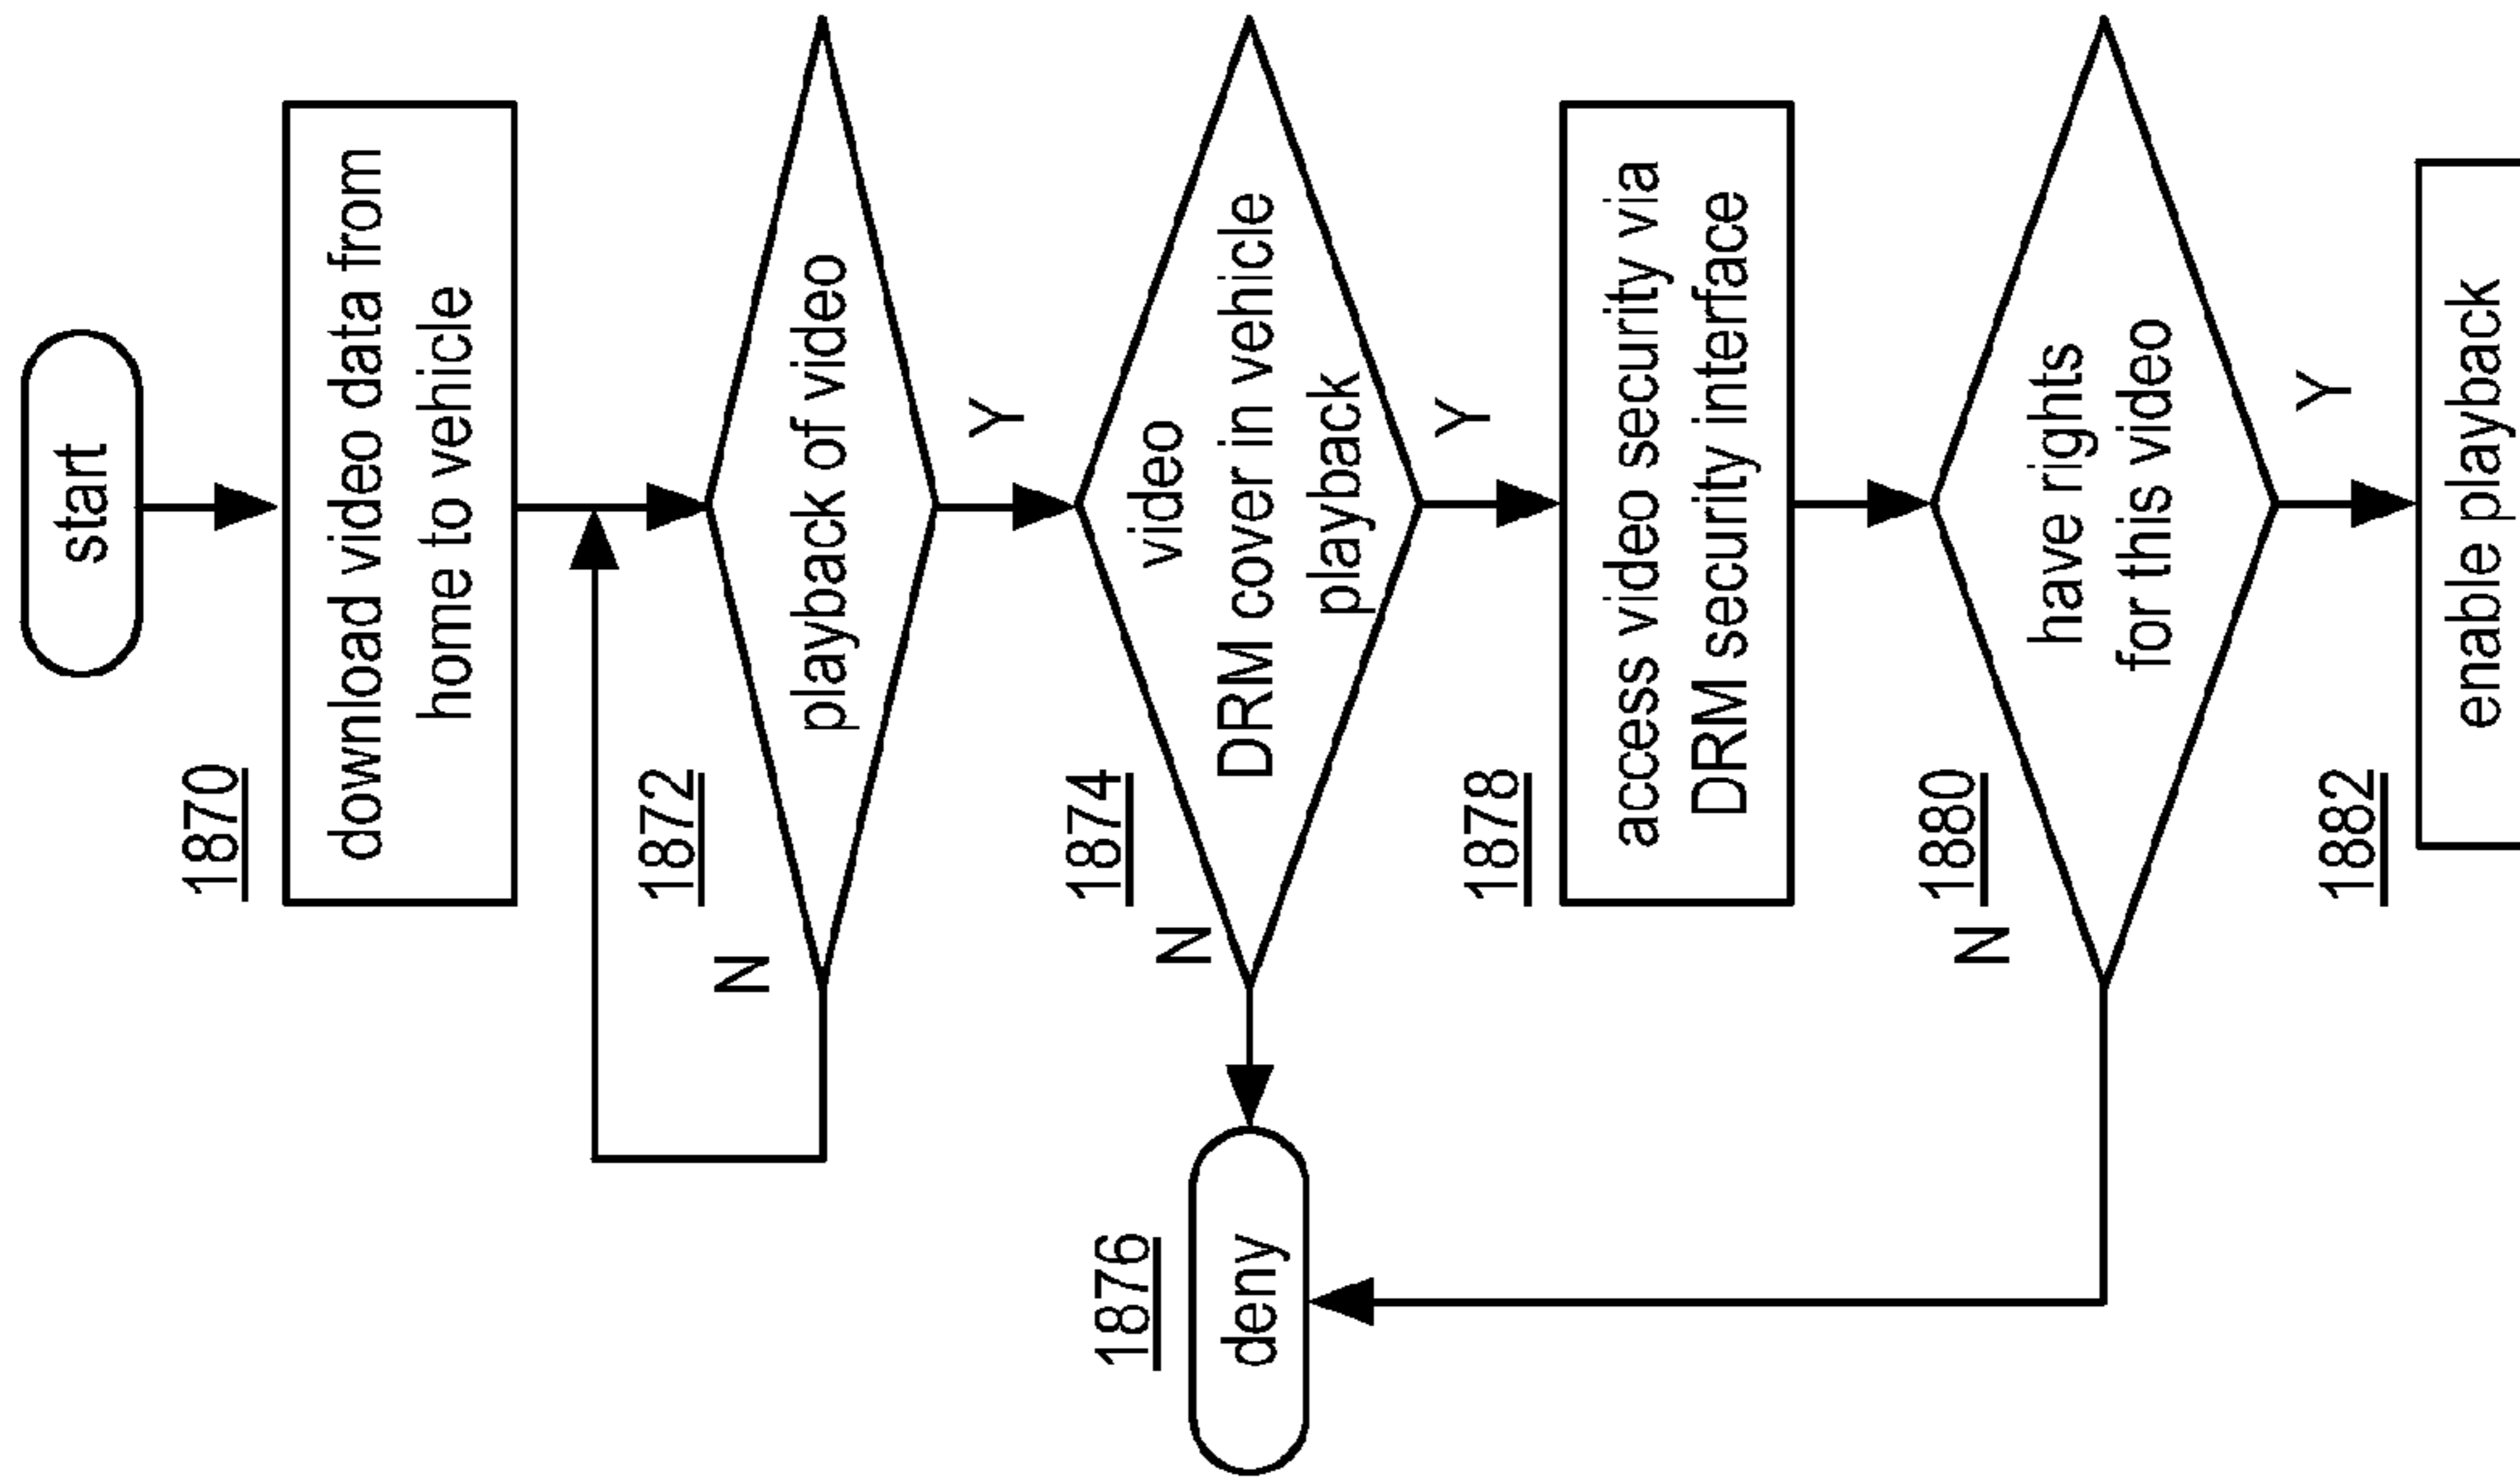 start
1870
download video data from
home to vehicle
1872
playback of video
N
Y
1874
video
DRM cover in vehicle
playback
N
Y
1876
deny
1878
access video security via
DRM security interface
1880
have rights
for this video
N
Y
1882
enable playback